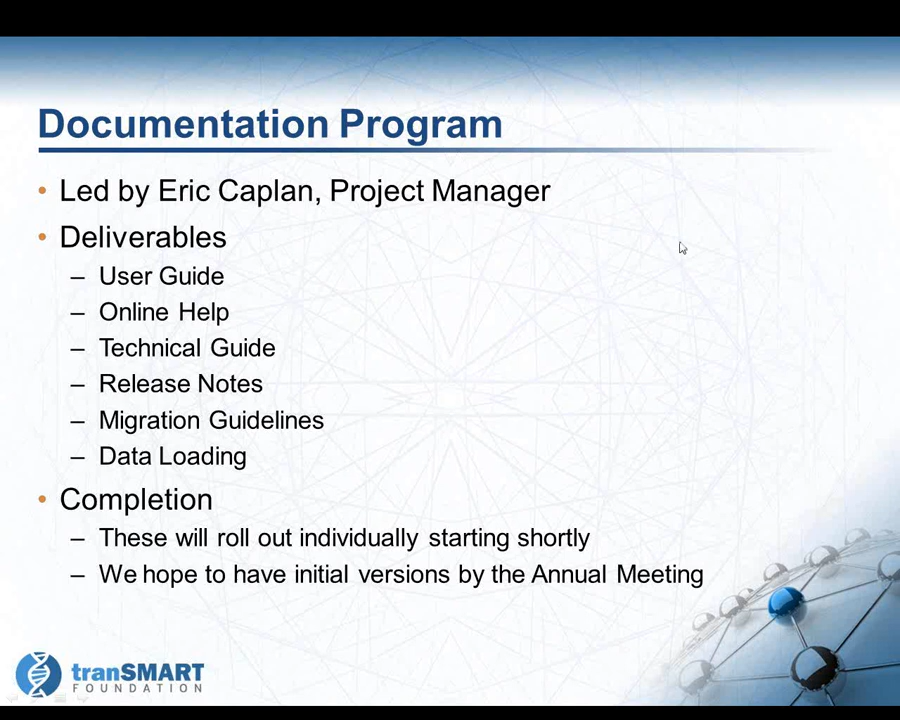 Documentation Program
• Led by Eric Caplan, Project Manager
• Deliverables
– User Guide
– Online Help
– Technical Guide
– Release Notes
– Migration Guidelines
– Data Loading
• Completion
– These will roll out individually starting shortly
– We hope to have initial versions by the Annual Meeting
tranSMART
FOUNDATION